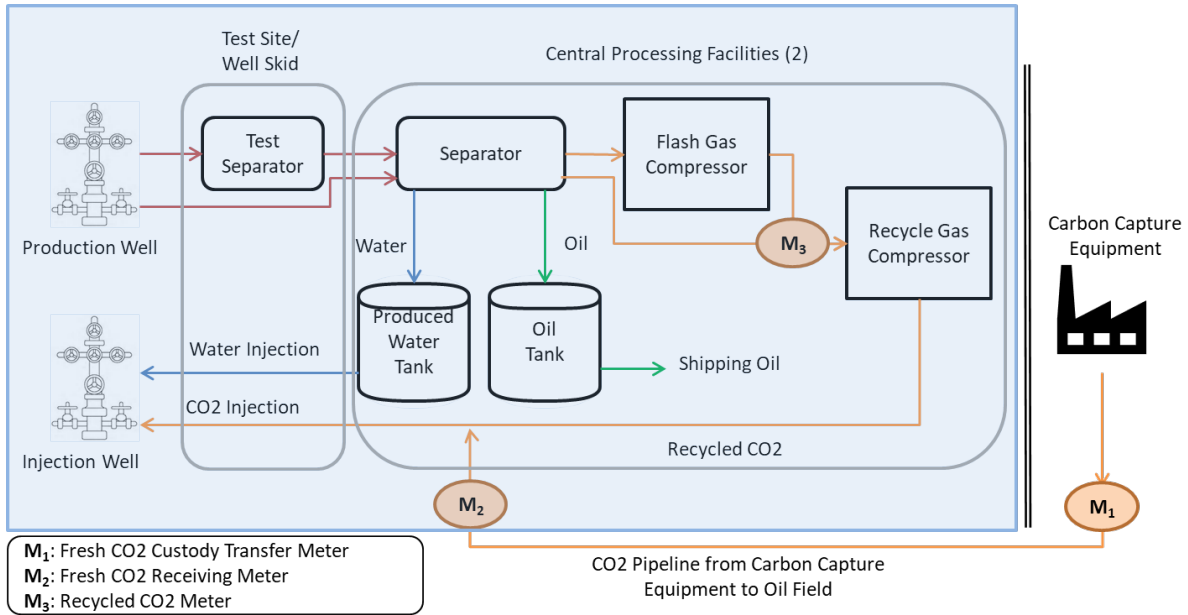 Test Site/
Well Skid
Central Processing Facilities (2)
Test
Separator
Separator
Flash Gas
Compressor
Production Well
Water
Oil
M₃
Recycle Gas
Compressor
Carbon Capture
Equipment
Produced
Water
Tank
Oil
Tank
Water Injection
Shipping Oil
CO2 Injection
Injection Well
Recycled CO2
M₂
M₁
M₁: Fresh CO2 Custody Transfer Meter
M₂: Fresh CO2 Receiving Meter
M₃: Recycled CO2 Meter
CO2 Pipeline from Carbon Capture
Equipment to Oil Field